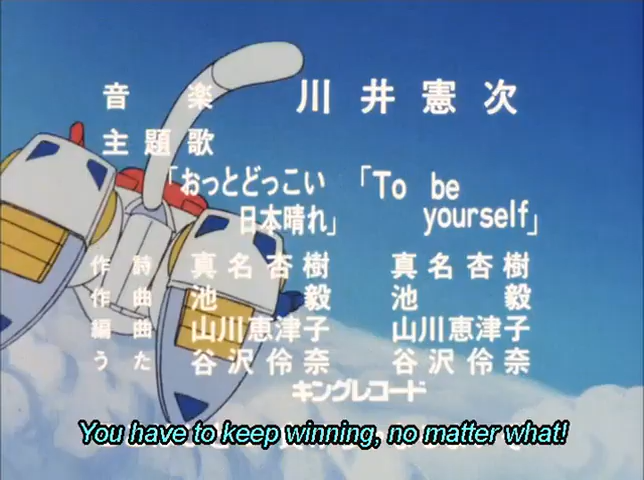 音楽 川井憲次
主題歌
「おっとどっこい 「To be
日本晴れ」 yourself」
作詩 真名杏樹 真名杏樹
作曲 池毅 池毅
編曲 山川恵津子 山川恵津子
うた 谷沢伶奈 谷沢伶奈
キングレコード
You have to keep winning, no matter what!